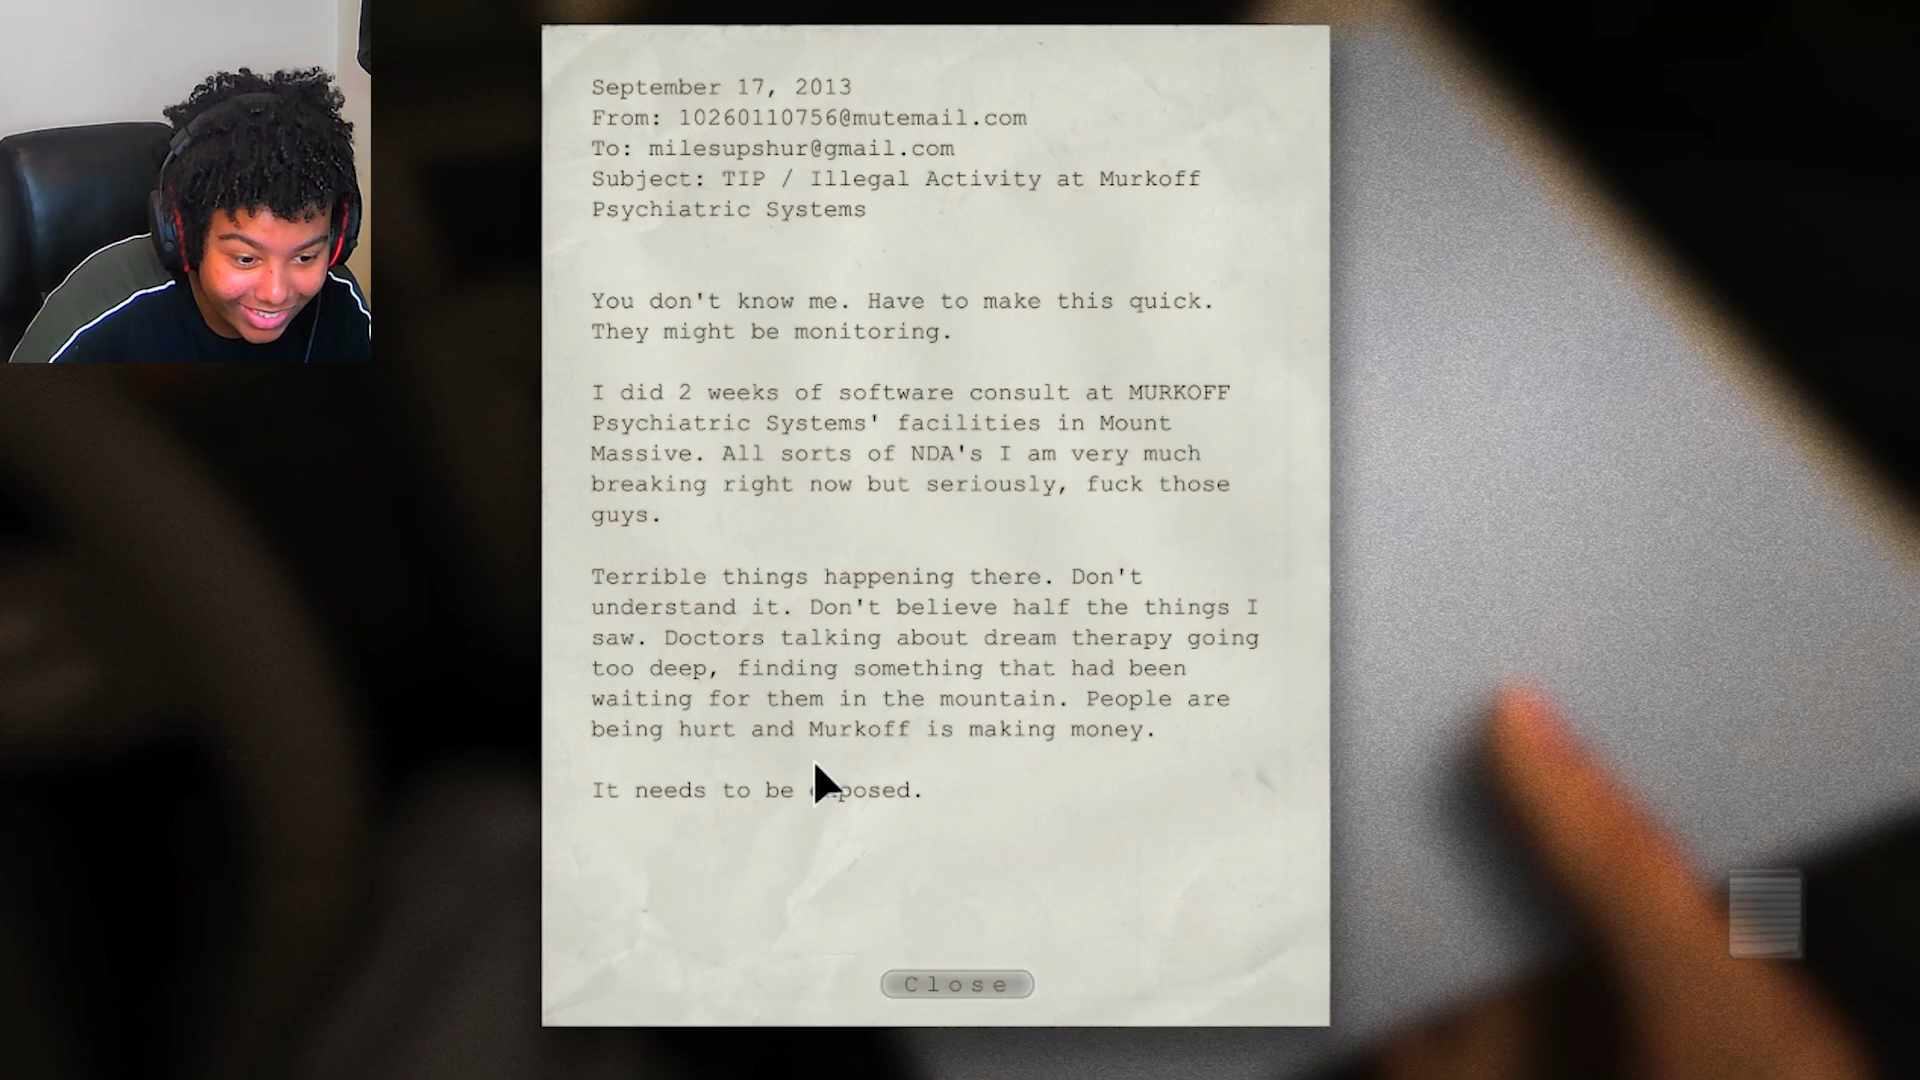 September 17, 2013
From: 10260110756@mutemail.com
To: milesupshur@gmail.com
Subject: TIP / Illegal Activity at Murkoff
Psychiatric Systems
You don't know me. Have to make this quick.
They might be monitoring.
I did 2 weeks of software consult at MURKOFF
Psychiatric Systems' facilities in Mount
Massive. All sorts of NDA's I am very much
breaking right now but seriously, fuck those
guys.
Terrible things happening there. Don't
understand it. Don't believe half the things I
saw. Doctors talking about dream therapy going
too deep, finding something that had been
waiting for them in the mountain. People are
being hurt and Murkoff is making money.
It needs to be exposed.
Close